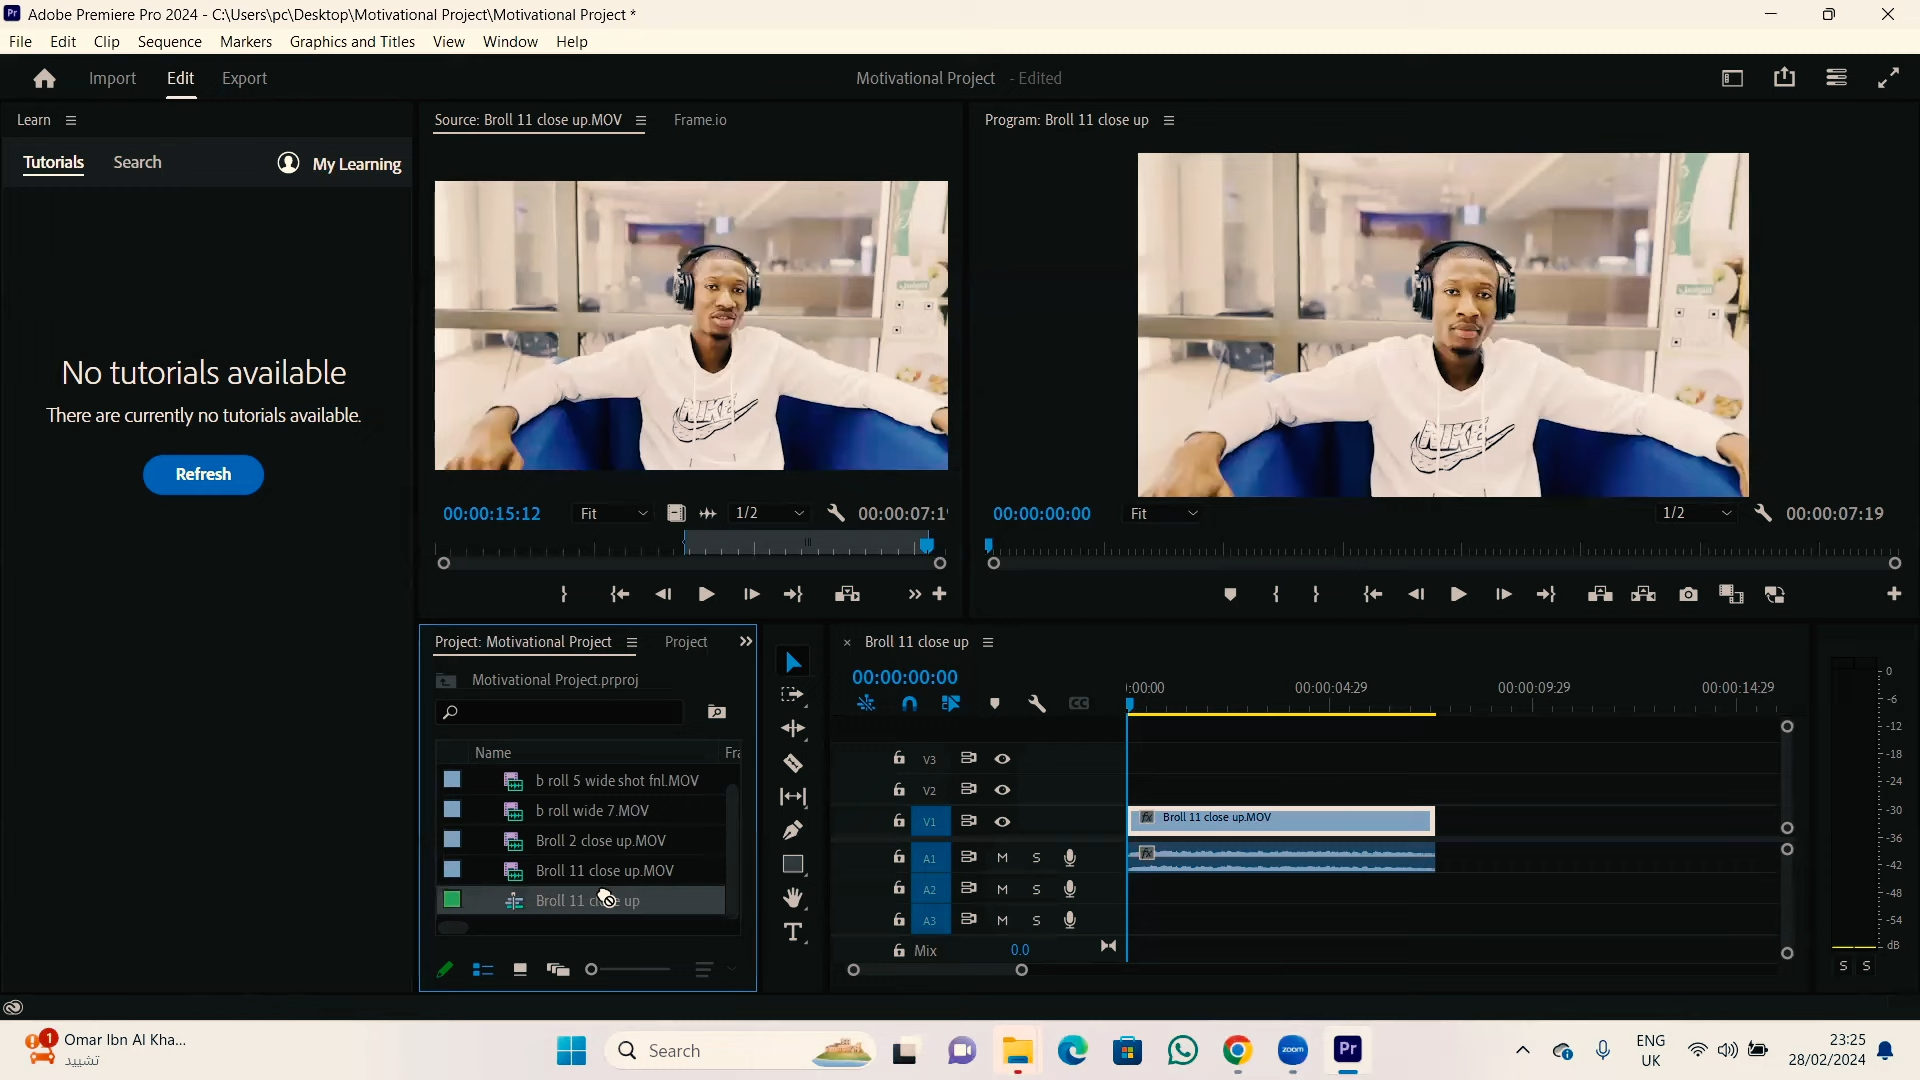 Adobe Premiere Pro 2024 - C:\Users\pc\Desktop\Motivational Project\Motivational Project *
File Edit Clip Sequence Markers Graphics and Titles View Window Help
Import Edit Export
Motivational Project - Edited
Learn
Source: Broll 11 close up.MOV Frame.io
Program: Broll 11 close up
Tutorials Search My Learning
No tutorials available
There are currently no tutorials available.
Refresh
NIKE
NIKE
00:00:15:12 Fit 1/2 00:00:07:1
00:00:00:00 Fit 1/2 00:00:07:19
Project: Motivational Project Project
Motivational Project.prproj
Name Fra
b roll 5 wide shot fnl.MOV
b roll wide 7.MOV
Broll 2 close up.MOV
Broll 11 close up.MOV
Broll 11 close up
Broll 11 close up
00:00:00:00
:00:00 00:00:04:29 00:00:09:29 00:00:14:29
V3
V2
V1 fx Broll 11 close up.MOV
A1 M S fx
A2 M S
A3 M S
Mix 0.0
0
-6
-12
-18
-24
-30
-36
-42
-48
-54
dB
S S
1 Omar Ibn Al Kha...
تشييد
Search
zoom
Pr
ENG
UK
23:25
28/02/2024